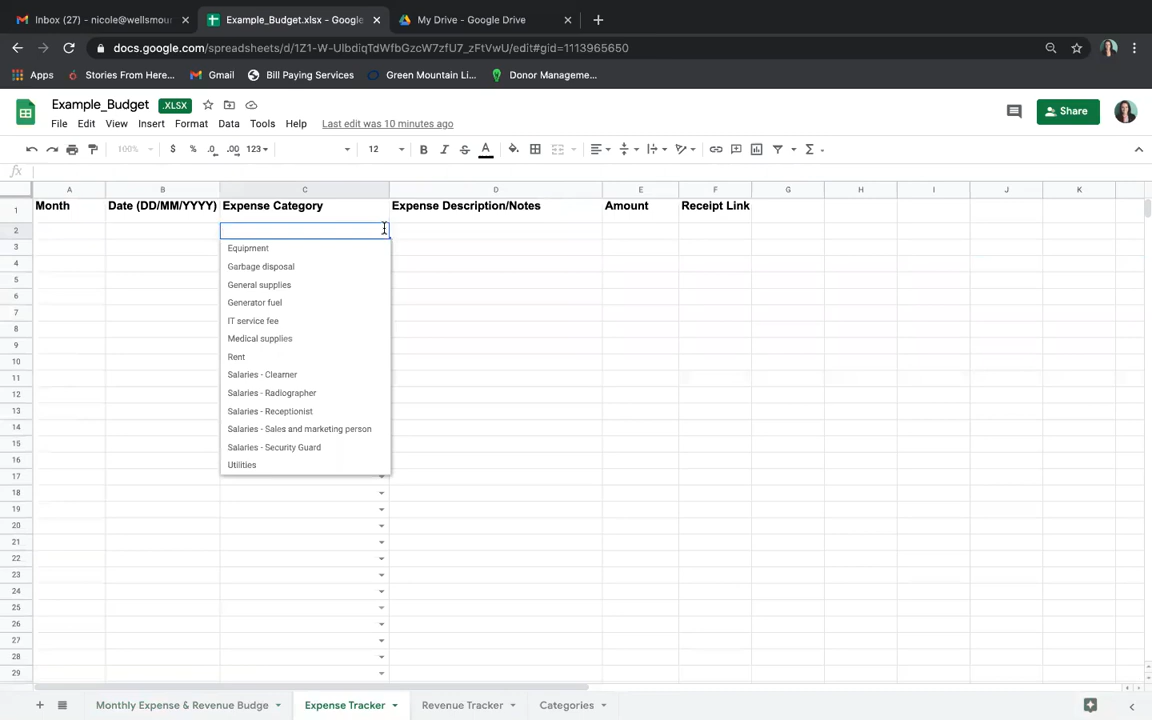 Inbox (27) - nicole@wellsmour
Example_Budget.xlsx - Google
My Drive - Google Drive
docs.google.com/spreadsheets/d/1Z1-W-UlbdiqTdWfbGzcW7zfU7_zFtVwU/edit#gid=1113965650
Apps Stories From Here... Gmail Bill Paying Services Green Mountain Li... Donor Manageme...
Example_Budget .XLSX
File Edit View Insert Format Data Tools Help Last edit was 10 minutes ago
Share
100% $ % .0 .00 123 12 B I S A
fx
A B C D E F G H I J K
1 Month Date (DD/MM/YYYY) Expense Category Expense Description/Notes Amount Receipt Link
2
3 Equipment
4 Garbage disposal
5 General supplies
6 Generator fuel
7 IT service fee
8 Medical supplies
9 Rent
10 Salaries - Clearner
11 Salaries - Radiographer
12 Salaries - Receptionist
13 Salaries - Sales and marketing person
14 Salaries - Security Guard
15 Utilities
16
17
18
19
20
21
22
23
24
25
26
27
28
29
Monthly Expense & Revenue Budget Expense Tracker Revenue Tracker Categories